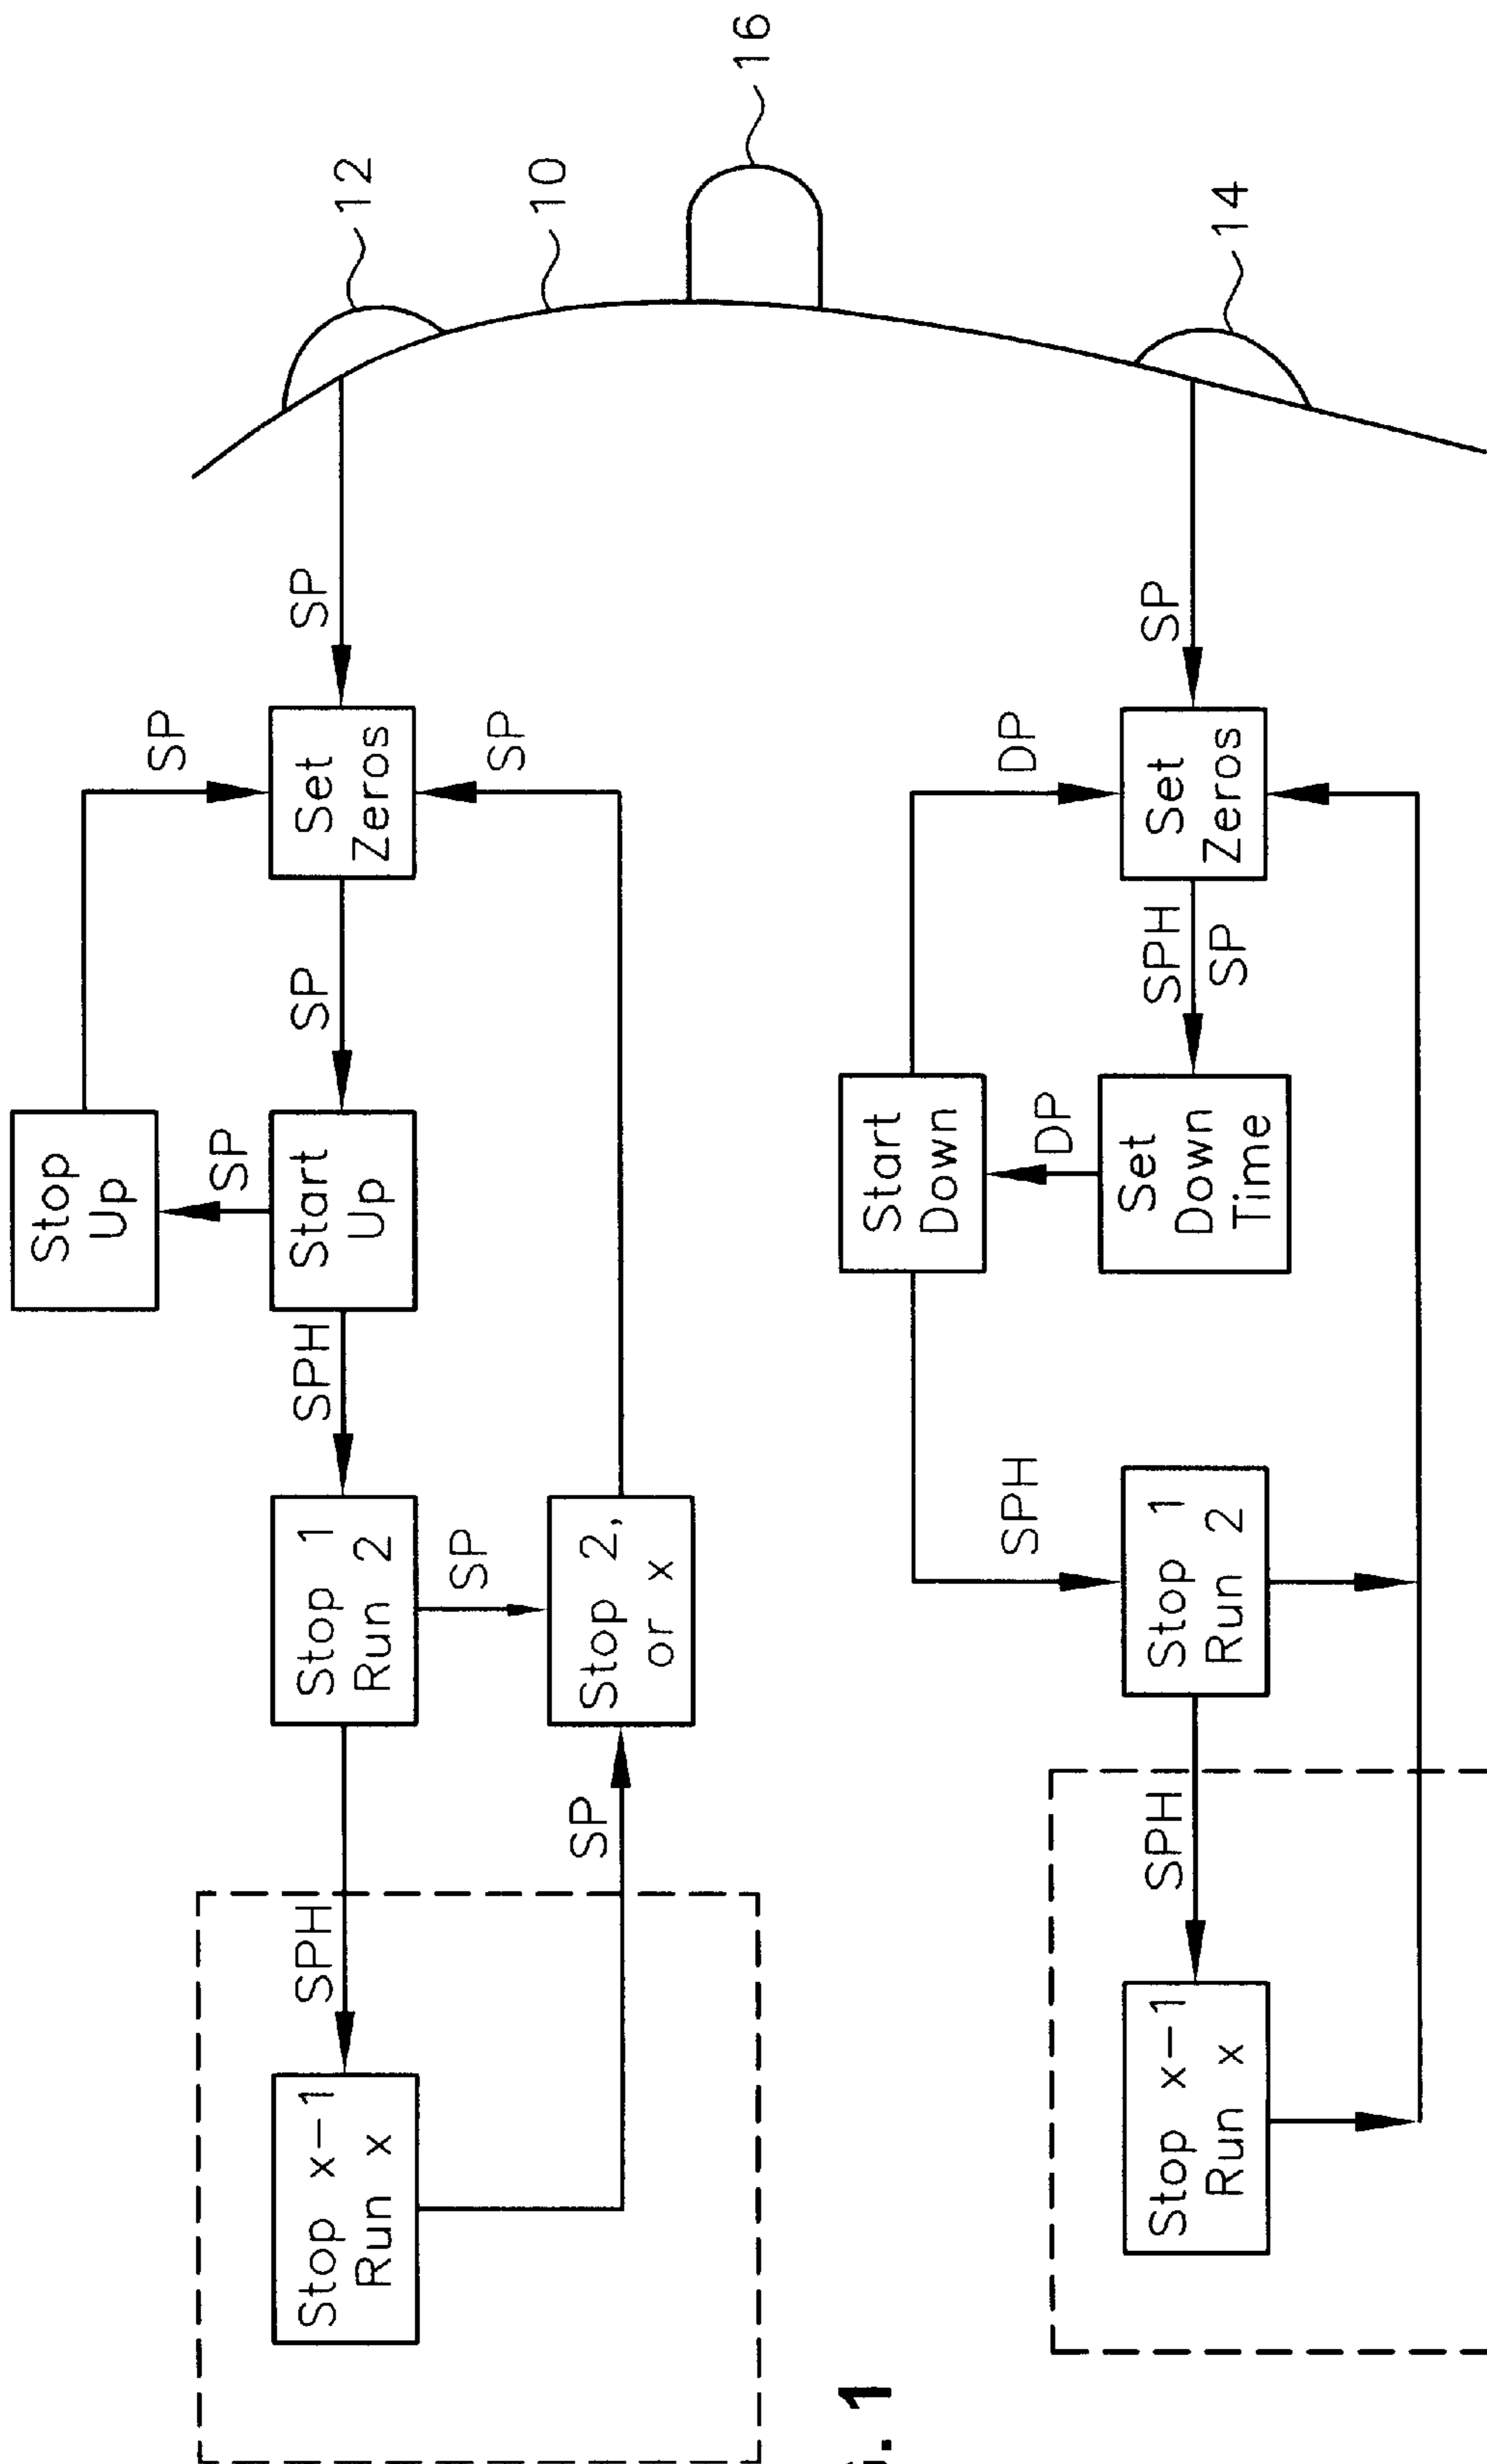 16
12
10
14
SP
Set
Zeros
SP
SP
SP
Start
Up
SP
Stop
Up
SPH
Stop 1
Run 2
SP
Stop 2,
or x
SPH
Stop x-1
Run x
SP
SP
Set
Zeros
DP
SPH
SP
Set
Down
Time
DP
Start
Down
SPH
Stop 1
Run 2
SPH
Stop x-1
Run x
. 1